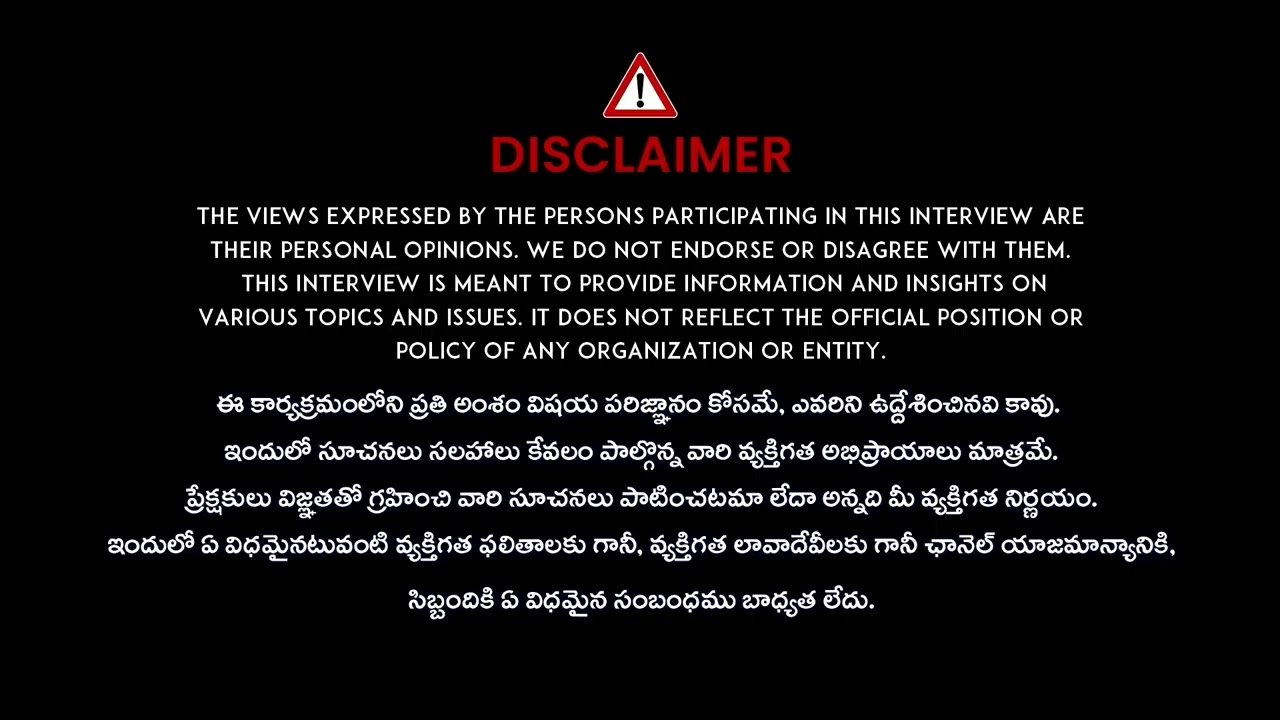 DISCLAIMER
THE VIEWS EXPRESSED BY THE PERSONS PARTICIPATING IN THIS INTERVIEW ARE
THEIR PERSONAL OPINIONS. WE DO NOT ENDORSE OR DISAGREE WITH THEM.
THIS INTERVIEW IS MEANT TO PROVIDE INFORMATION AND INSIGHTS ON
VARIOUS TOPICS AND ISSUES. IT DOES NOT REFLECT THE OFFICIAL POSITION OR
POLICY OF ANY ORGANIZATION OR ENTITY.
ఈ కార్యక్రమంలోని ప్రతి అంశం విషయ పరిజ్ఞానం కోసమే, ఎవరిని ఉద్దేశించినవి కావు.
ఇందులో సూచనలు సలహాలు కేవలం పాల్గొన్న వారి వ్యక్తిగత అభిప్రాయాలు మాత్రమే.
ప్రేక్షకులు విజ్ఞతతో గ్రహించి వారి సూచనలు పాటించటమా లేదా అన్నది మీ వ్యక్తిగత నిర్ణయం.
ఇందులో ఏ విధమైనటువంటి వ్యక్తిగత ఫలితాలకు గానీ, వ్యక్తిగత లావాదేవీలకు గానీ ఛానెల్ యాజమాన్యానికి,
సిబ్బందికి ఏ విధమైన సంబంధము బాధ్యత లేదు.